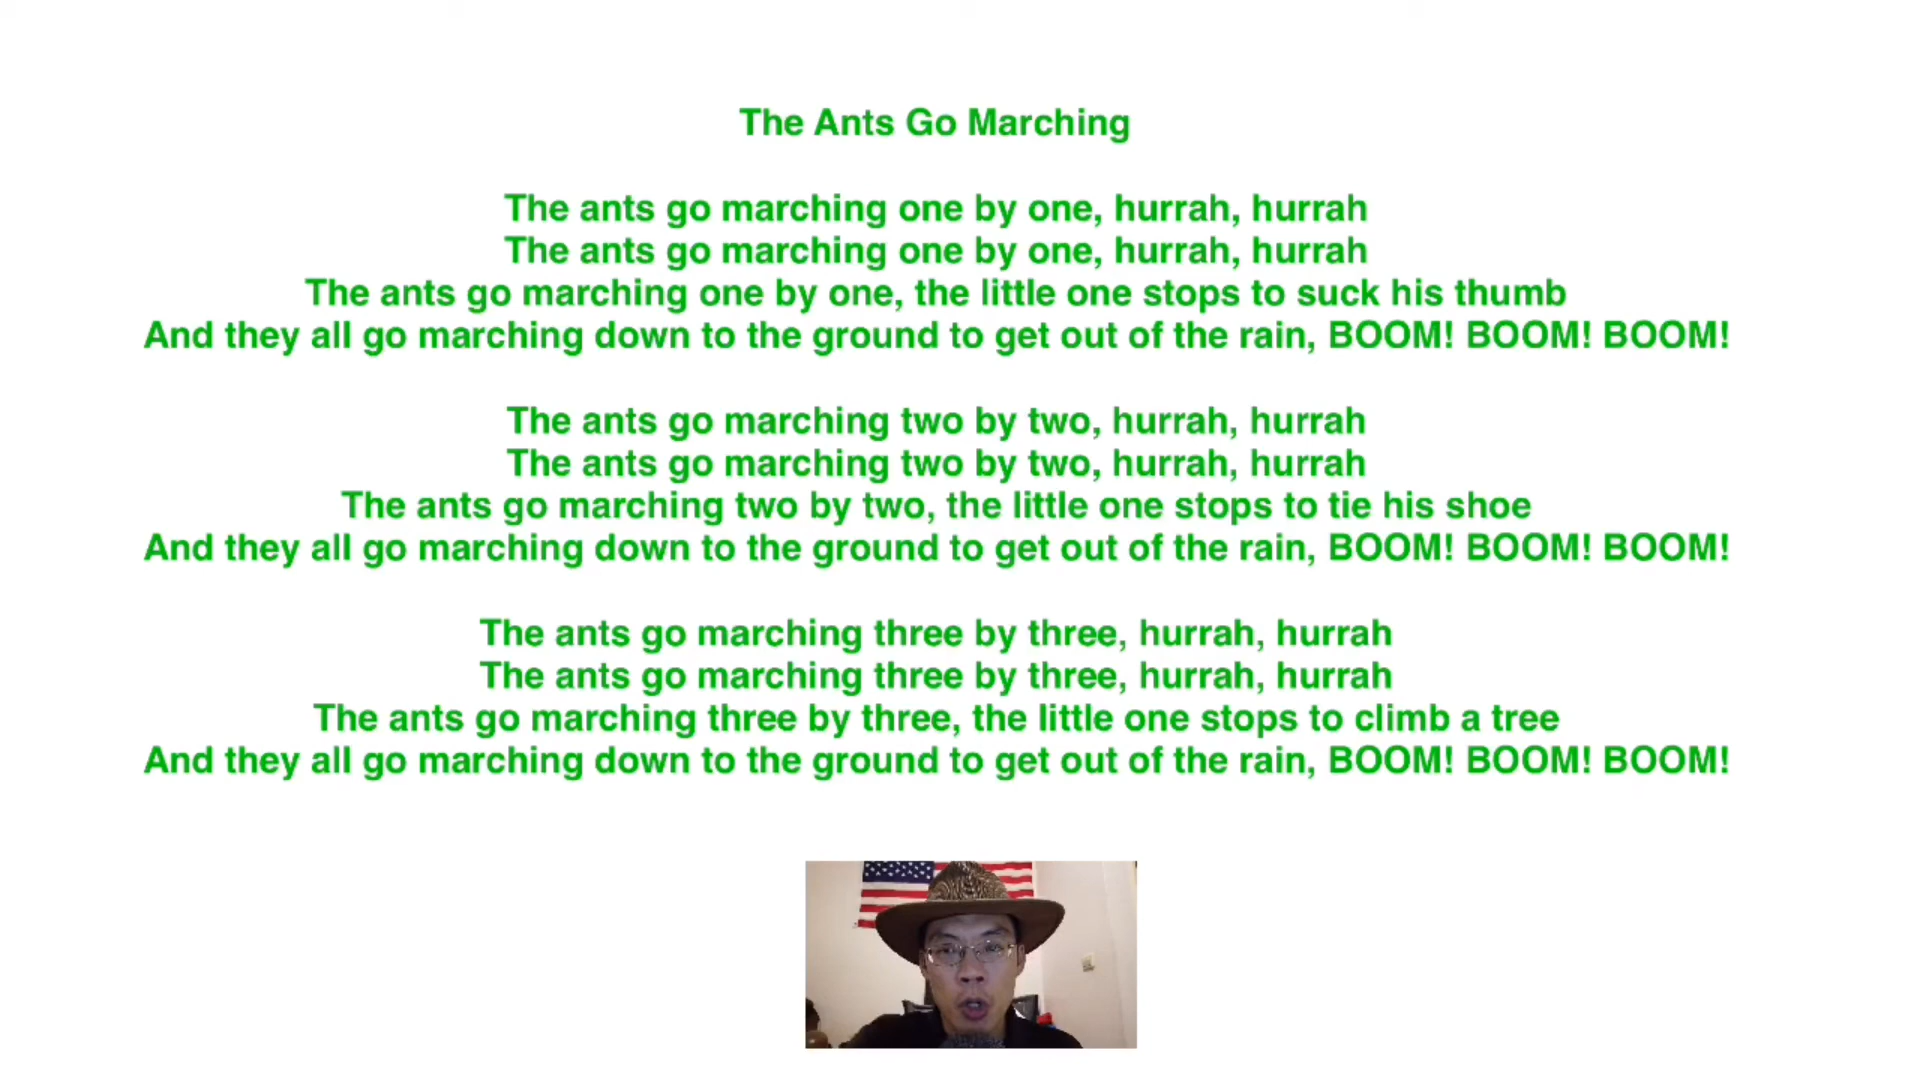 The Ants Go Marching
The ants go marching one by one, hurrah, hurrah
The ants go marching one by one, hurrah, hurrah
The ants go marching one by one, the little one stops to suck his thumb
And they all go marching down to the ground to get out of the rain, BOOM! BOOM! BOOM!
The ants go marching two by two, hurrah, hurrah
The ants go marching two by two, hurrah, hurrah
The ants go marching two by two, the little one stops to tie his shoe
And they all go marching down to the ground to get out of the rain, BOOM! BOOM! BOOM!
The ants go marching three by three, hurrah, hurrah
The ants go marching three by three, hurrah, hurrah
The ants go marching three by three, the little one stops to climb a tree
And they all go marching down to the ground to get out of the rain, BOOM! BOOM! BOOM!